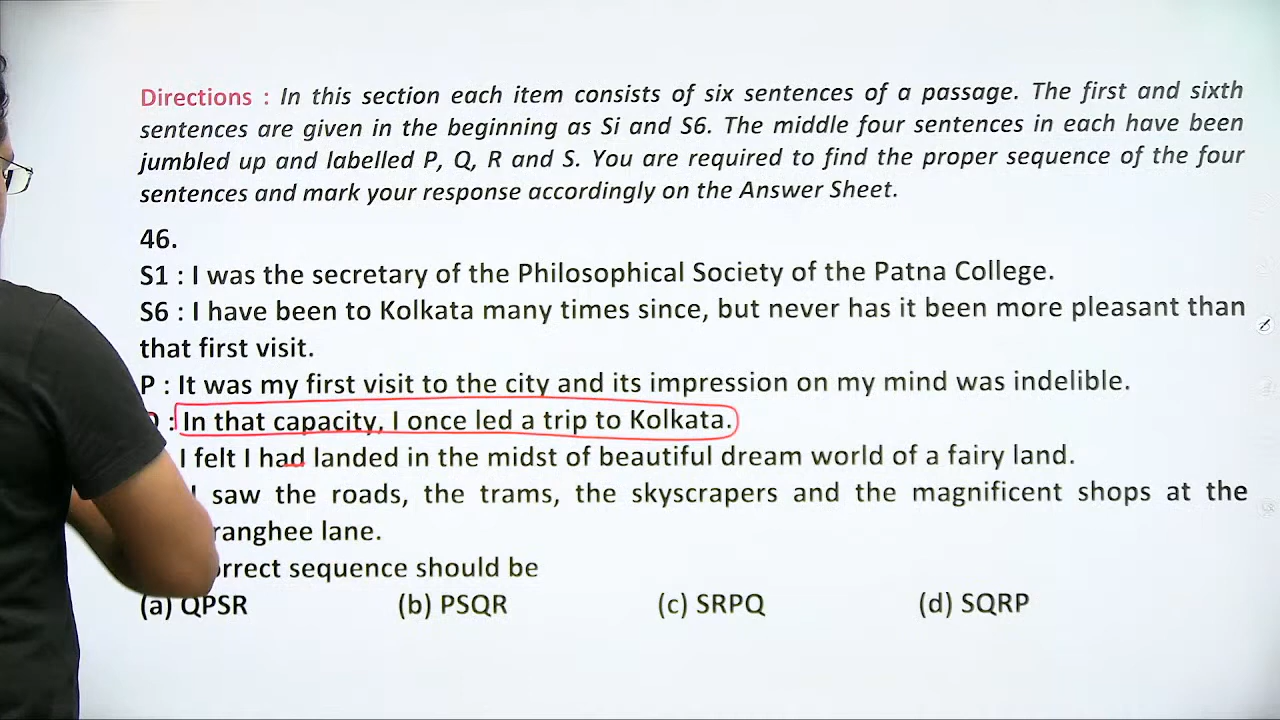 Directions : In this section each item consists of six sentences of a passage. The first and sixth
sentences are given in the beginning as Si and S6. The middle four sentences in each have been
jumbled up and labelled P, Q, R and S. You are required to find the proper sequence of the four
sentences and mark your response accordingly on the Answer Sheet.
46.
S1 : I was the secretary of the Philosophical Society of the Patna College.
S6 : I have been to Kolkata many times since, but never has it been more pleasant than
that first visit.
P : It was my first visit to the city and its impression on my mind was indelible.
: In that capacity, I once led a trip to Kolkata.
I felt I had landed in the midst of beautiful dream world of a fairy land.
I saw the roads, the trams, the skyscrapers and the magnificent shops at the
ranghee lane.
orrect sequence should be
(a) QPSR (b) PSQR (c) SRPQ (d) SQRP